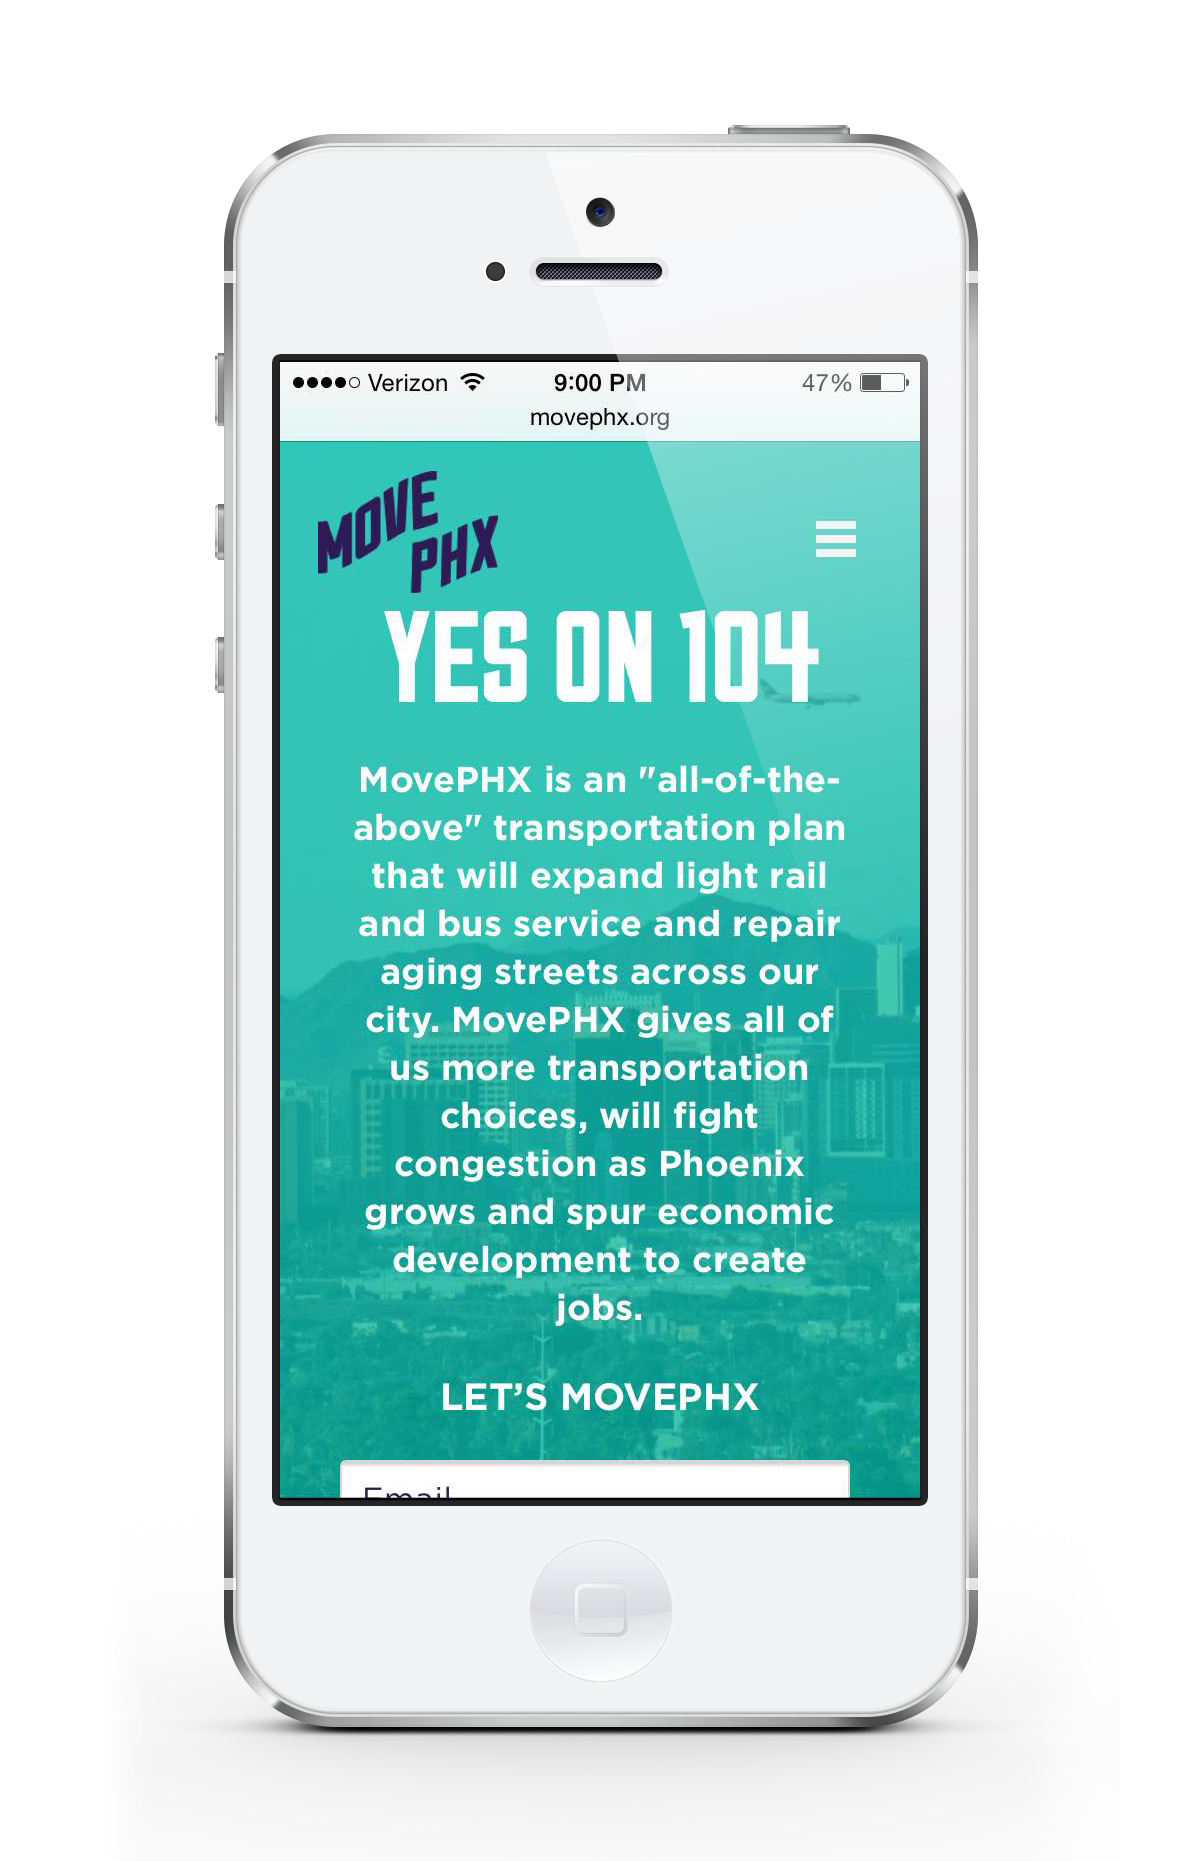 Verizon 9:00 PM 47%
movephx.org
MOVE
PHX
YES ON 104
MovePHX is an "all-of-the-
above" transportation plan
that will expand light rail
and bus service and repair
aging streets across our
city. MovePHX gives all of
us more transportation
choices, will fight
congestion as Phoenix
grows and spur economic
development to create
jobs.
LET’S MOVEPHX
Email